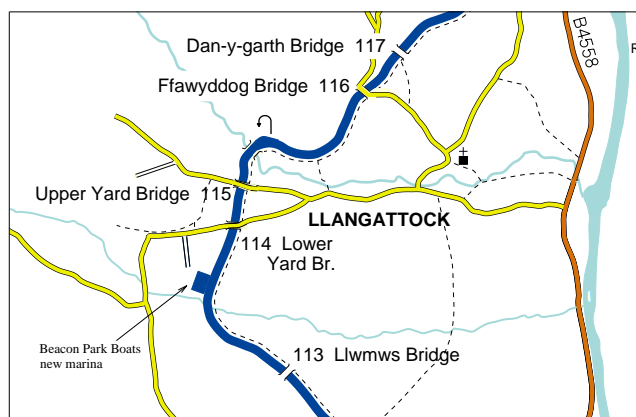 Dan-y-garth Bridge 117
B4558
R
Ffawyddog Bridge 116
Upper Yard Bridge 115
LLANGATTOCK
114 Lower
Yard Br.
Beacon Park Boats
new marina
113 Llwmws Bridge